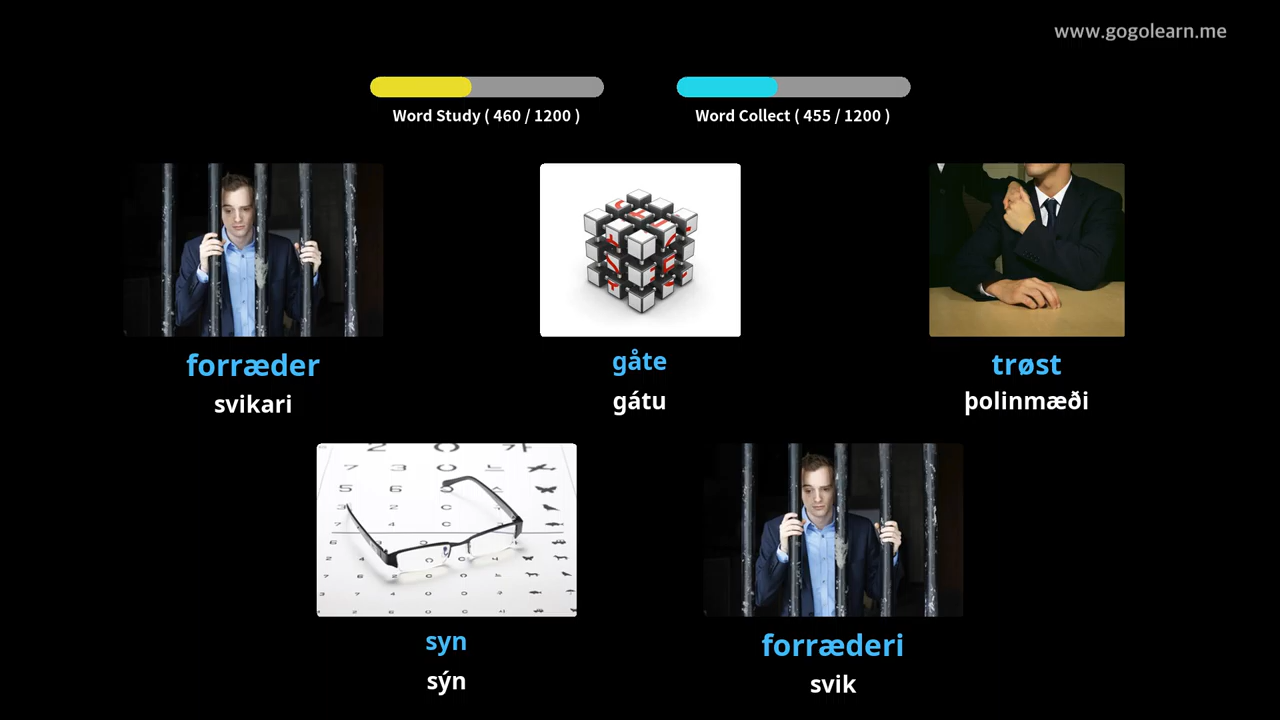 www.gogolearn.me
Word Study ( 460 / 1200 )
Word Collect ( 455 / 1200 )
forræder
svikari
gåte
gátu
trøst
þolinmæði
syn
sýn
forræderi
svik